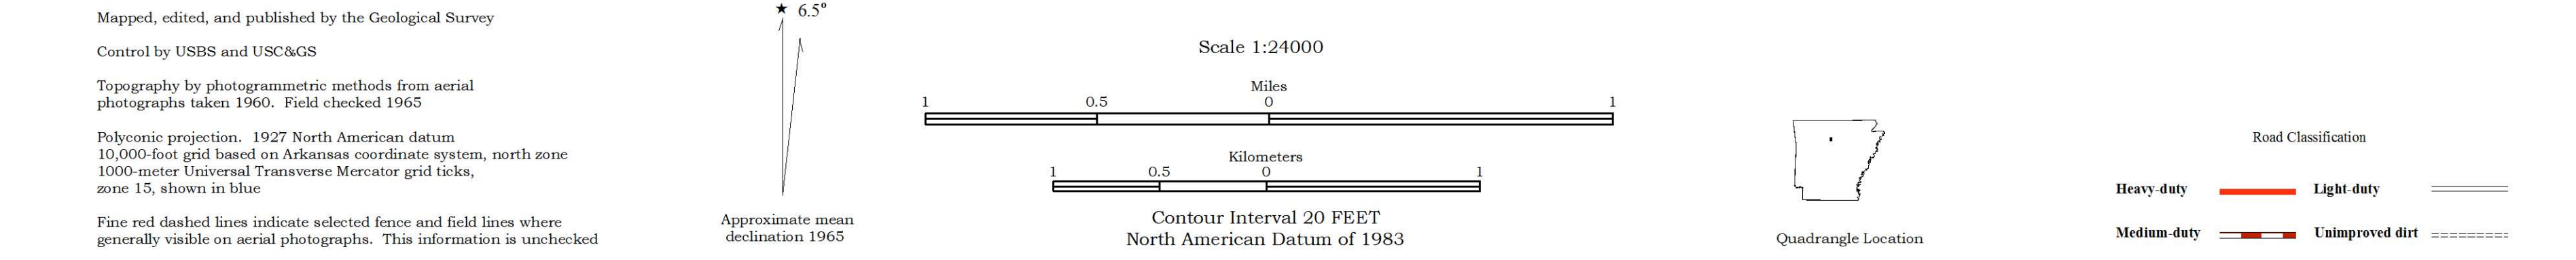 Mapped, edited, and published by the Geological Survey
Control by USBS and USC&GS
Topography by photogrammetric methods from aerial
photographs taken 1960.  Field checked 1965
Polyconic projection.  1927 North American datum
10,000-foot grid based on Arkansas coordinate system, north zone
1000-meter Universal Transverse Mercator grid ticks,
zone 15, shown in blue
Fine red dashed lines indicate selected fence and field lines where
generally visible on aerial photographs.  This information is unchecked
★ 6.5°
Approximate mean
declination 1965
Scale 1:24000
Miles
1 0.5 0 1
Kilometers
1 0.5 0 1
Contour Interval 20 FEET
North American Datum of 1983
Quadrangle Location
Road Classification
Heavy-duty Light-duty
Medium-duty Unimproved dirt